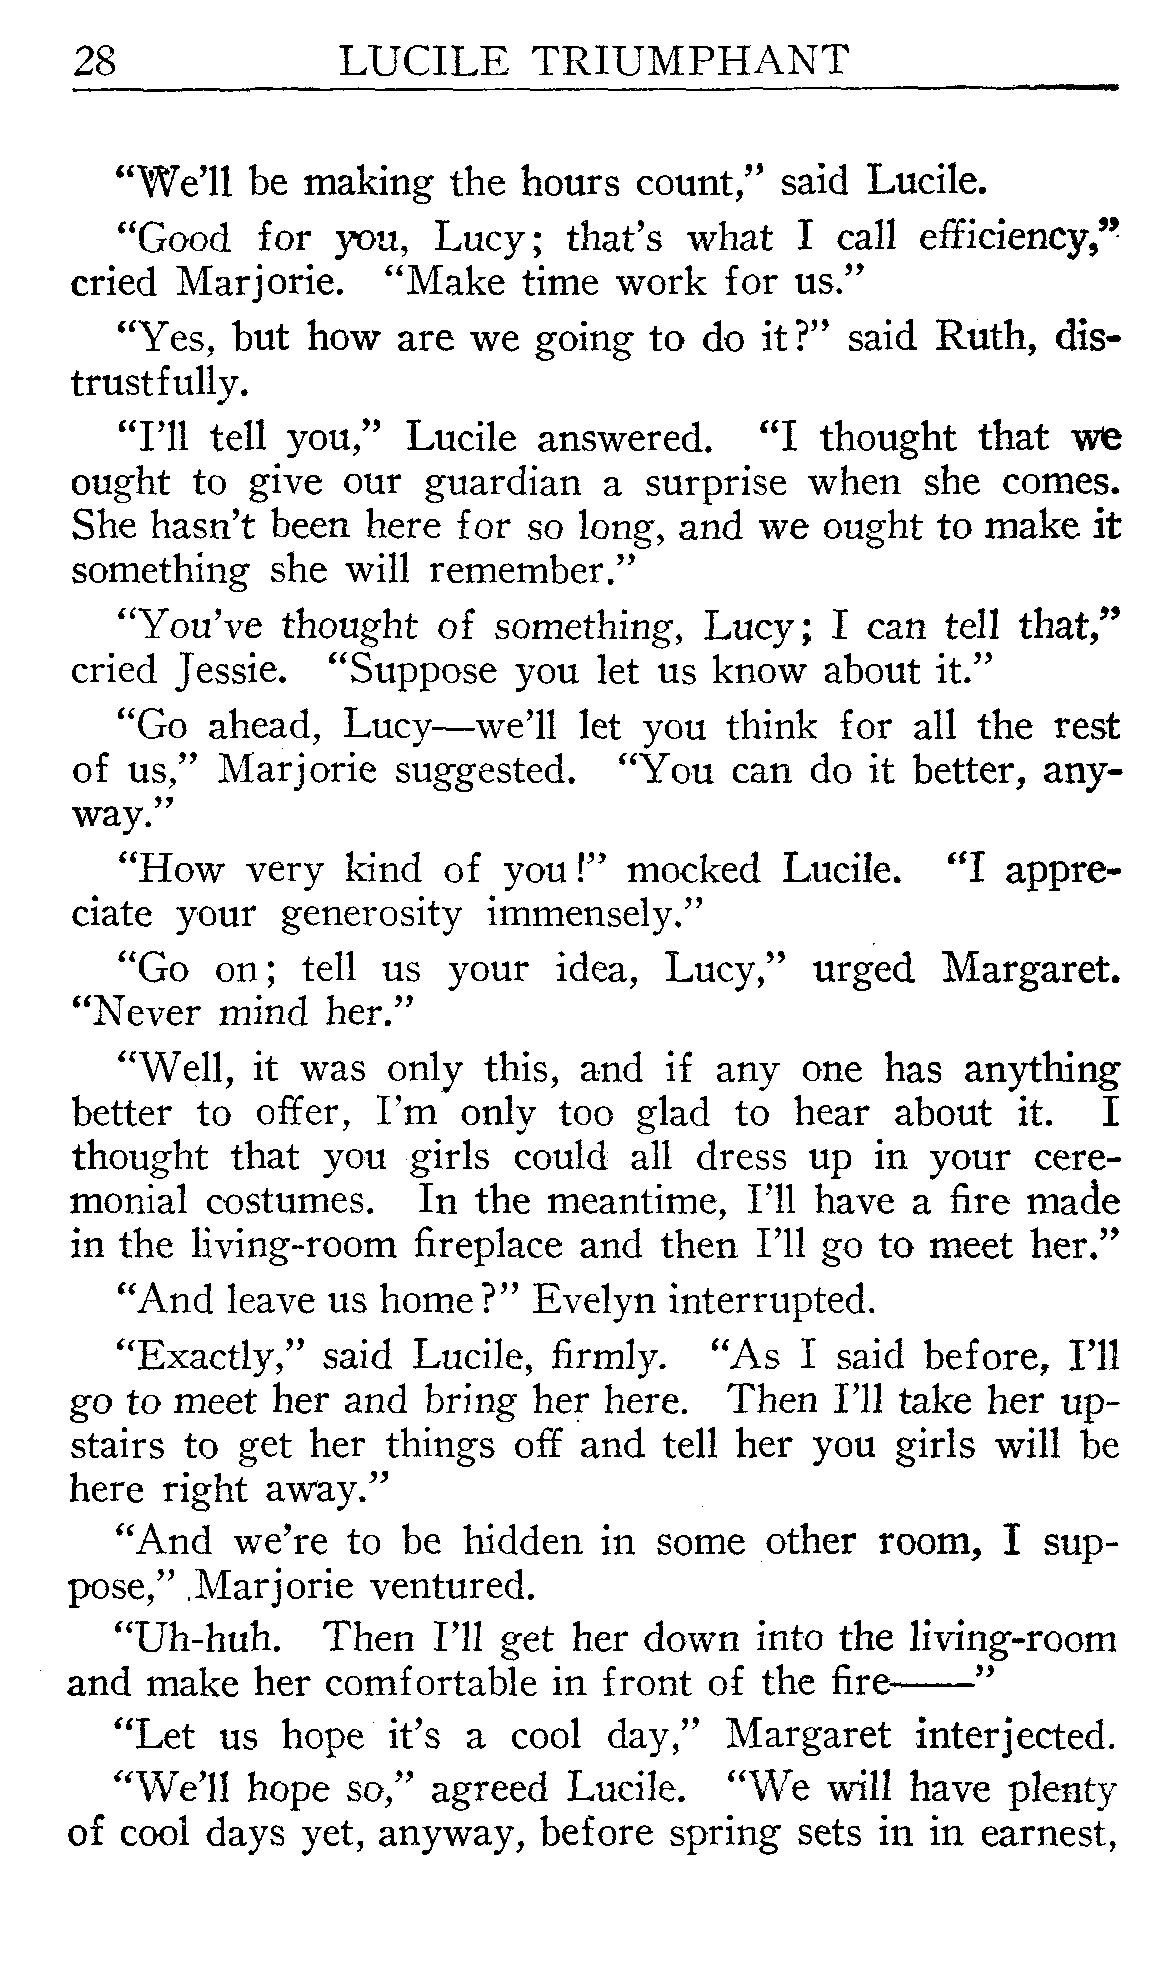 28 LUCILE TRIUMPHANT
“We’ll be making the hours count,” said Lucile.
“Good for you, Lucy; that’s what I call efficiency,”
cried Marjorie. “Make time work for us.”
“Yes, but how are we going to do it?” said Ruth, dis-
trustfully.
“I’ll tell you,” Lucile answered. “I thought that we
ought to give our guardian a surprise when she comes.
She hasn’t been here for so long, and we ought to make it
something she will remember.”
“You’ve thought of something, Lucy; I can tell that,”
cried Jessie. “Suppose you let us know about it.”
“Go ahead, Lucy—we’ll let you think for all the rest
of us,” Marjorie suggested. “You can do it better, any-
way.”
“How very kind of you!” mocked Lucile. “I appre-
ciate your generosity immensely.”
“Go on; tell us your idea, Lucy,” urged Margaret.
“Never mind her.”
“Well, it was only this, and if any one has anything
better to offer, I’m only too glad to hear about it. I
thought that you girls could all dress up in your cere-
monial costumes. In the meantime, I’ll have a fire made
in the living-room fireplace and then I’ll go to meet her.”
“And leave us home?” Evelyn interrupted.
“Exactly,” said Lucile, firmly. “As I said before, I’ll
go to meet her and bring her here. Then I’ll take her up-
stairs to get her things off and tell her you girls will be
here right away.”
“And we’re to be hidden in some other room, I sup-
pose,” Marjorie ventured.
“Uh-huh. Then I’ll get her down into the living-room
and make her comfortable in front of the fire——”
“Let us hope it’s a cool day,” Margaret interjected.
“We’ll hope so,” agreed Lucile. “We will have plenty
of cool days yet, anyway, before spring sets in in earnest,